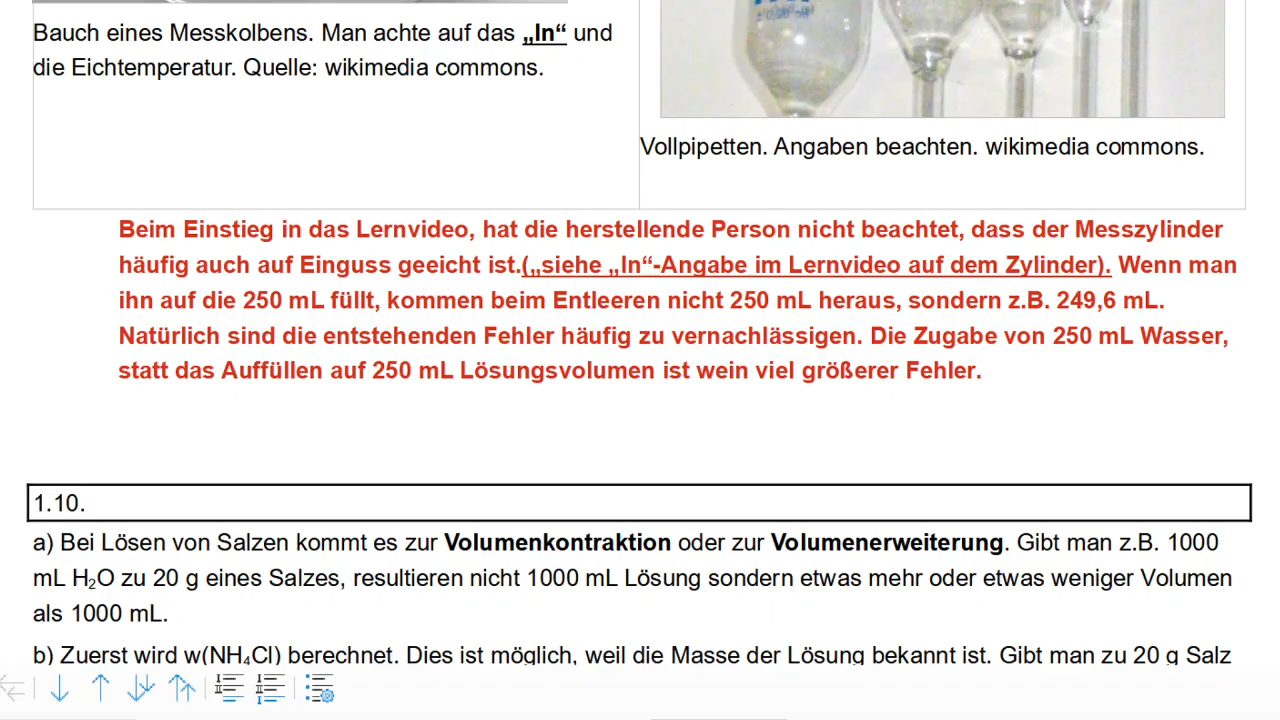 Bauch eines Messkolbens. Man achte auf das „In“ und
die Eichtemperatur. Quelle: wikimedia commons.
Vollpipetten. Angaben beachten. wikimedia commons.
Beim Einstieg in das Lernvideo, hat die herstellende Person nicht beachtet, dass der Messzylinder
häufig auch auf Einguss geeicht ist.(„siehe „In“-Angabe im Lernvideo auf dem Zylinder). Wenn man
ihn auf die 250 mL füllt, kommen beim Entleeren nicht 250 mL heraus, sondern z.B. 249,6 mL.
Natürlich sind die entstehenden Fehler häufig zu vernachlässigen. Die Zugabe von 250 mL Wasser,
statt das Auffüllen auf 250 mL Lösungsvolumen ist wein viel größerer Fehler.
1.10.
a) Bei Lösen von Salzen kommt es zur Volumenkontraktion oder zur Volumenerweiterung. Gibt man z.B. 1000
mL H₂O zu 20 g eines Salzes, resultieren nicht 1000 mL Lösung sondern etwas mehr oder etwas weniger Volumen
als 1000 mL.
b) Zuerst wird w(NH₄Cl) berechnet. Dies ist möglich, weil die Masse der Lösung bekannt ist. Gibt man zu 20 g Salz